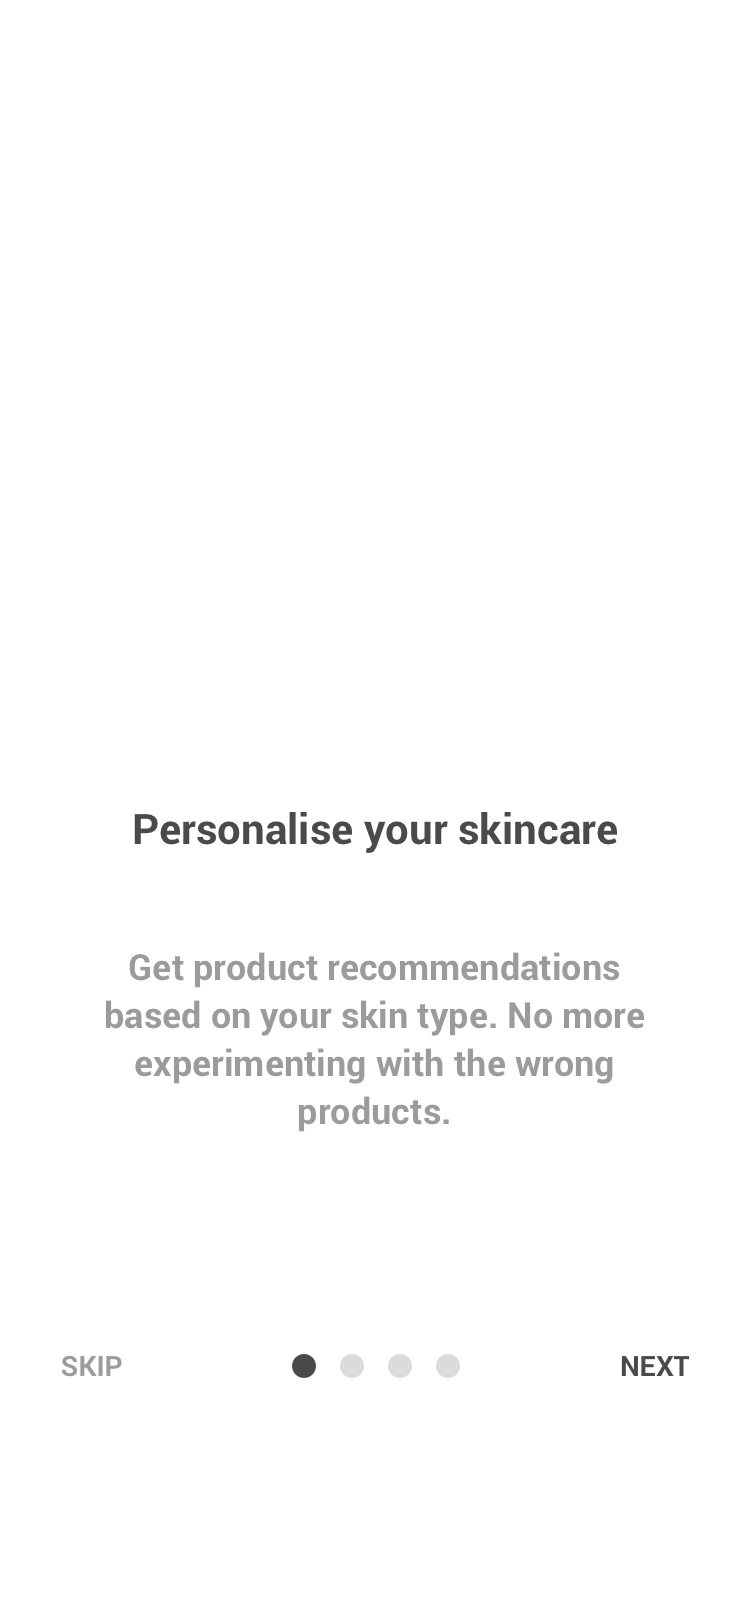 Personalise your skincare
Get product recommendations
based on your skin type. No more
experimenting with the wrong
products.
SKIP
NEXT